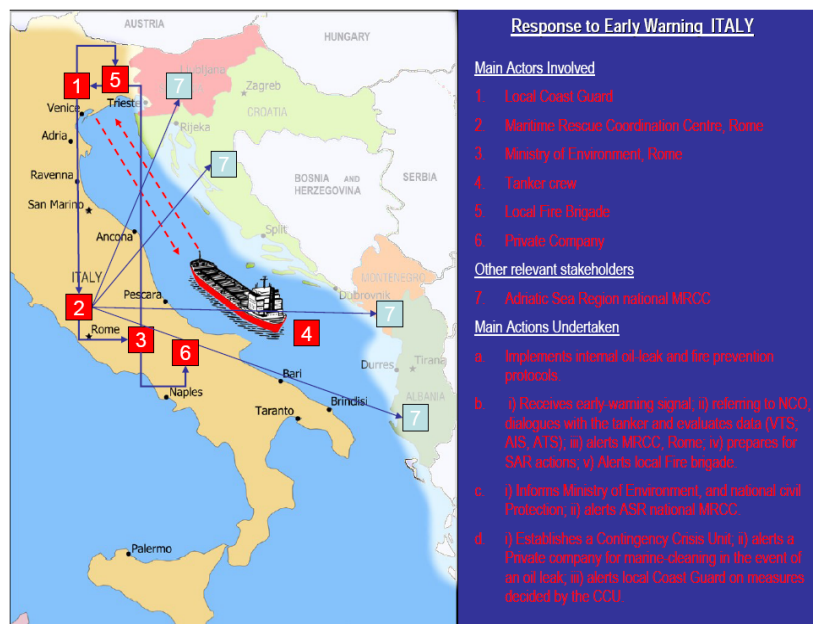 AUSTRIA
HUNGARY
Ljubljana
Zagreb
CROATIA
Trieste
Venice
Rijeka
Adria
Ravenna
BOSNIA AND
HERZEGOVINA
SERBIA
San Marino
Ancona
Split
ITALY
MONTENEGRO
Pescara
Dubrovnik
Rome
Bari
Durres
Tirana
Naples
Brindisi
ALBANIA
Taranto
Palermo
1
5
7
7
2
4
7
3
6
7
Response to Early Warning  ITALY
Main Actors Involved
1. Local Coast Guard
2. Maritime Rescue Coordination Centre, Rome
3. Ministry of Environment, Rome
4. Tanker crew
5. Local Fire Brigade
6. Private Company
Other relevant stakeholders
7. Adriatic Sea Region national MRCC
Main Actions Undertaken
a. Implements internal oil-leak and fire prevention
protocols.
b. i) Receives early-warning signal; ii) referring to NCO,
dialogues with the tanker and evaluates data (VTS;
AIS; ATS); iii) alerts MRCC, Rome; iv) prepares for
SAR actions; v) Alerts local Fire brigade
c. i) Informs Ministry of Environment, and national civil
Protection; ii) alerts ASR national MRCC.
d. i) Establishes a Contingency Crisis Unit; ii) alerts a
Private company for marine cleaning in the event of
an oil leak; iii) alerts local Coast Guard on measures
decided by the CCU.